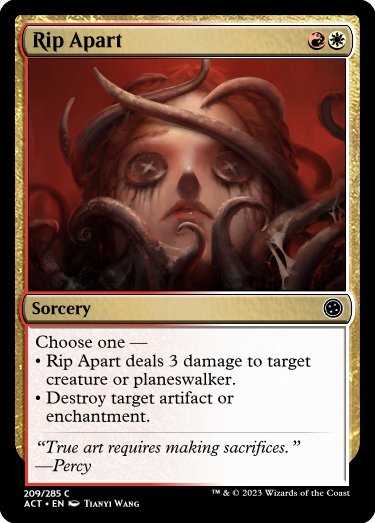 Rip Apart
Sorcery
Choose one —
• Rip Apart deals 3 damage to target
creature or planeswalker.
• Destroy target artifact or
enchantment.
“True art requires making sacrifices.”
—Percy
209/285 C
ACT • EN Tianyi Wang
™ & © 2023 Wizards of the Coast